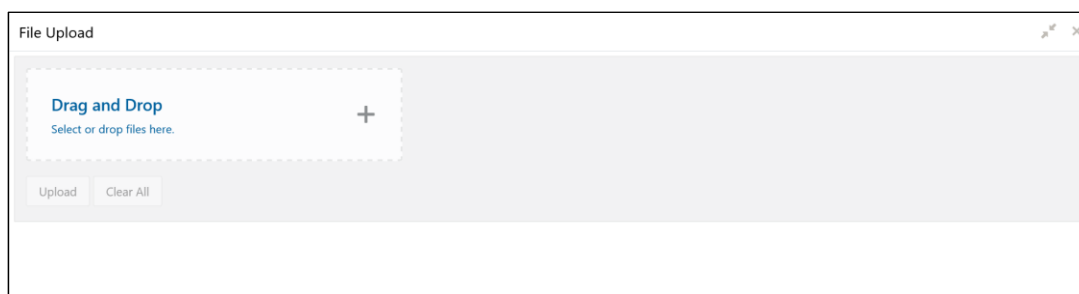 File Upload
Drag and Drop
Select or drop files here.
Upload Clear All